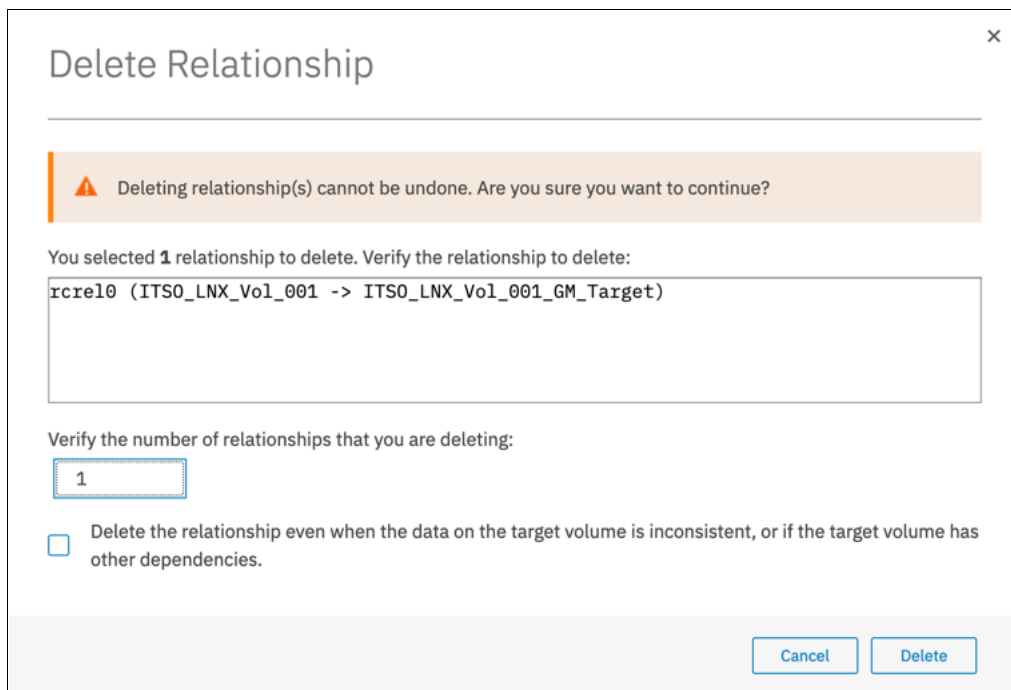 Delete Relationship
Deleting relationship(s) cannot be undone. Are you sure you want to continue?
You selected 1 relationship to delete. Verify the relationship to delete:
rcrel0 (ITSO_LNX_Vol_001 -> ITSO_LNX_Vol_001_GM_Target)
Verify the number of relationships that you are deleting:
1
Delete the relationship even when the data on the target volume is inconsistent, or if the target volume has
other dependencies.
Cancel Delete